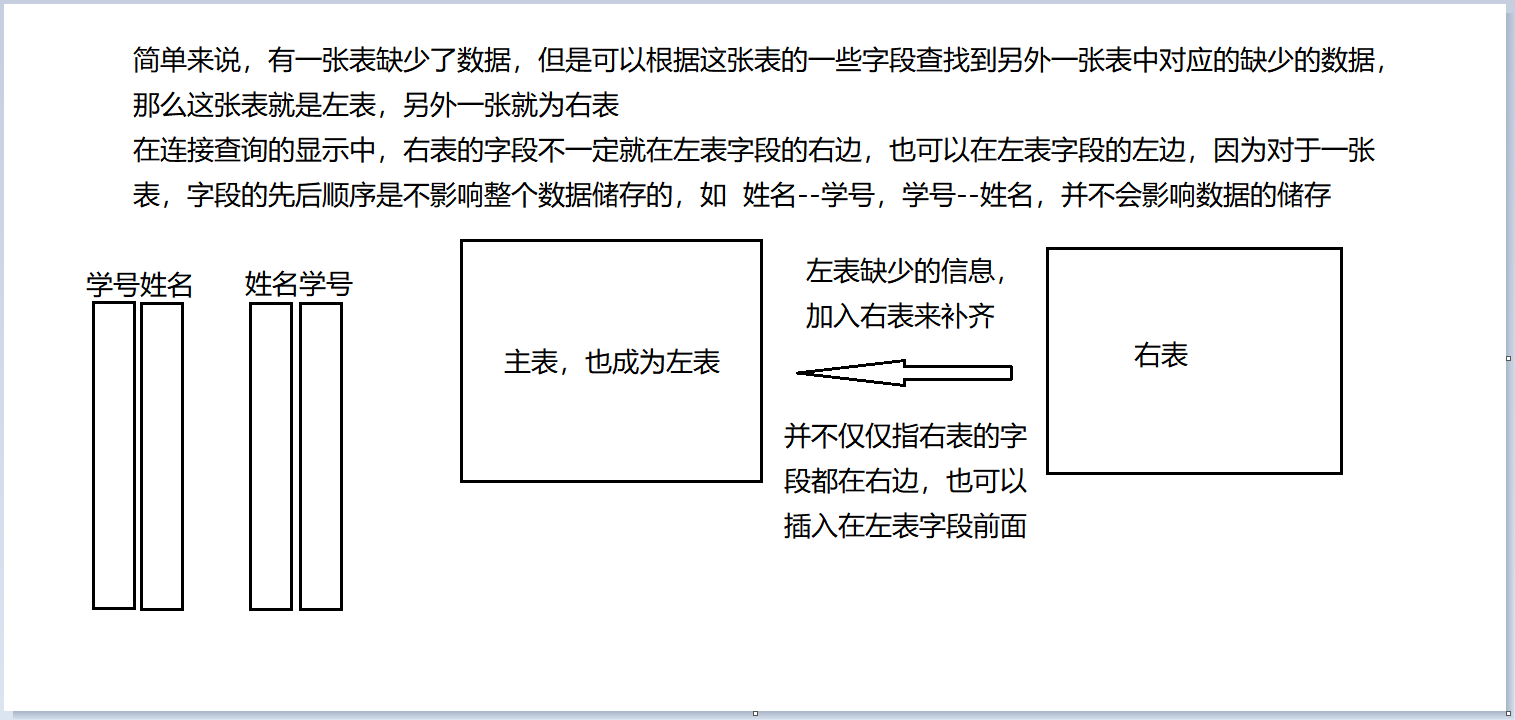 简单来说，有一张表缺少了数据，但是可以根据这张表的一些字段查找到另外一张表中对应的缺少的数据，
那么这张表就是左表，另外一张就为右表
在连接查询的显示中，右表的字段不一定就在左表字段的右边，也可以在左表字段的左边，因为对于一张
表，字段的先后顺序是不影响整个数据储存的，如 姓名--学号，学号--姓名，并不会影响数据的储存
学号姓名
姓名学号
主表，也成为左表
左表缺少的信息，
加入右表来补齐
并不仅仅指右表的字
段都在右边，也可以
插入在左表字段前面
右表